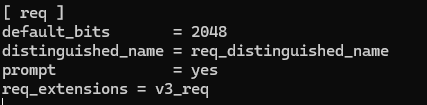 [ req ]
default_bits       = 2048
distinguished_name = req_distinguished_name
prompt             = yes
req_extensions = v3_req